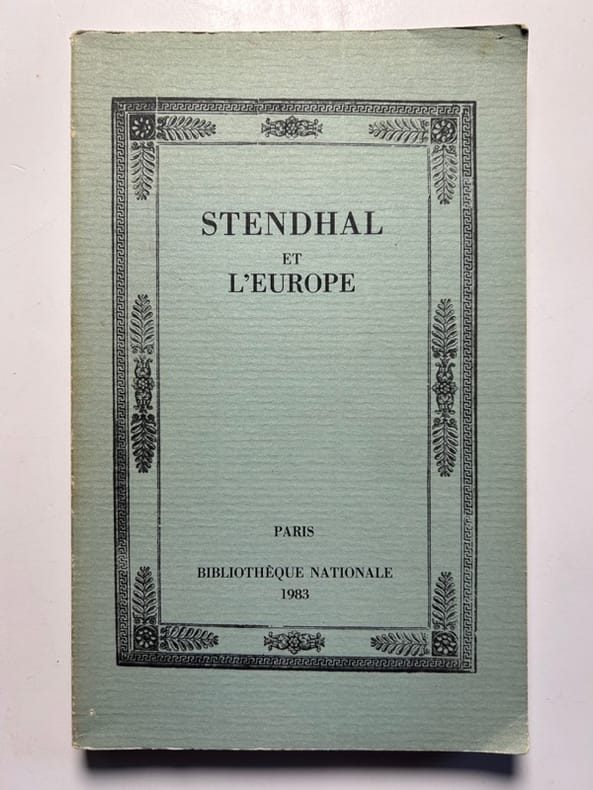 STENDHAL
ET
L'EUROPE
PARIS
BIBLIOTHÈQUE NATIONALE
1983